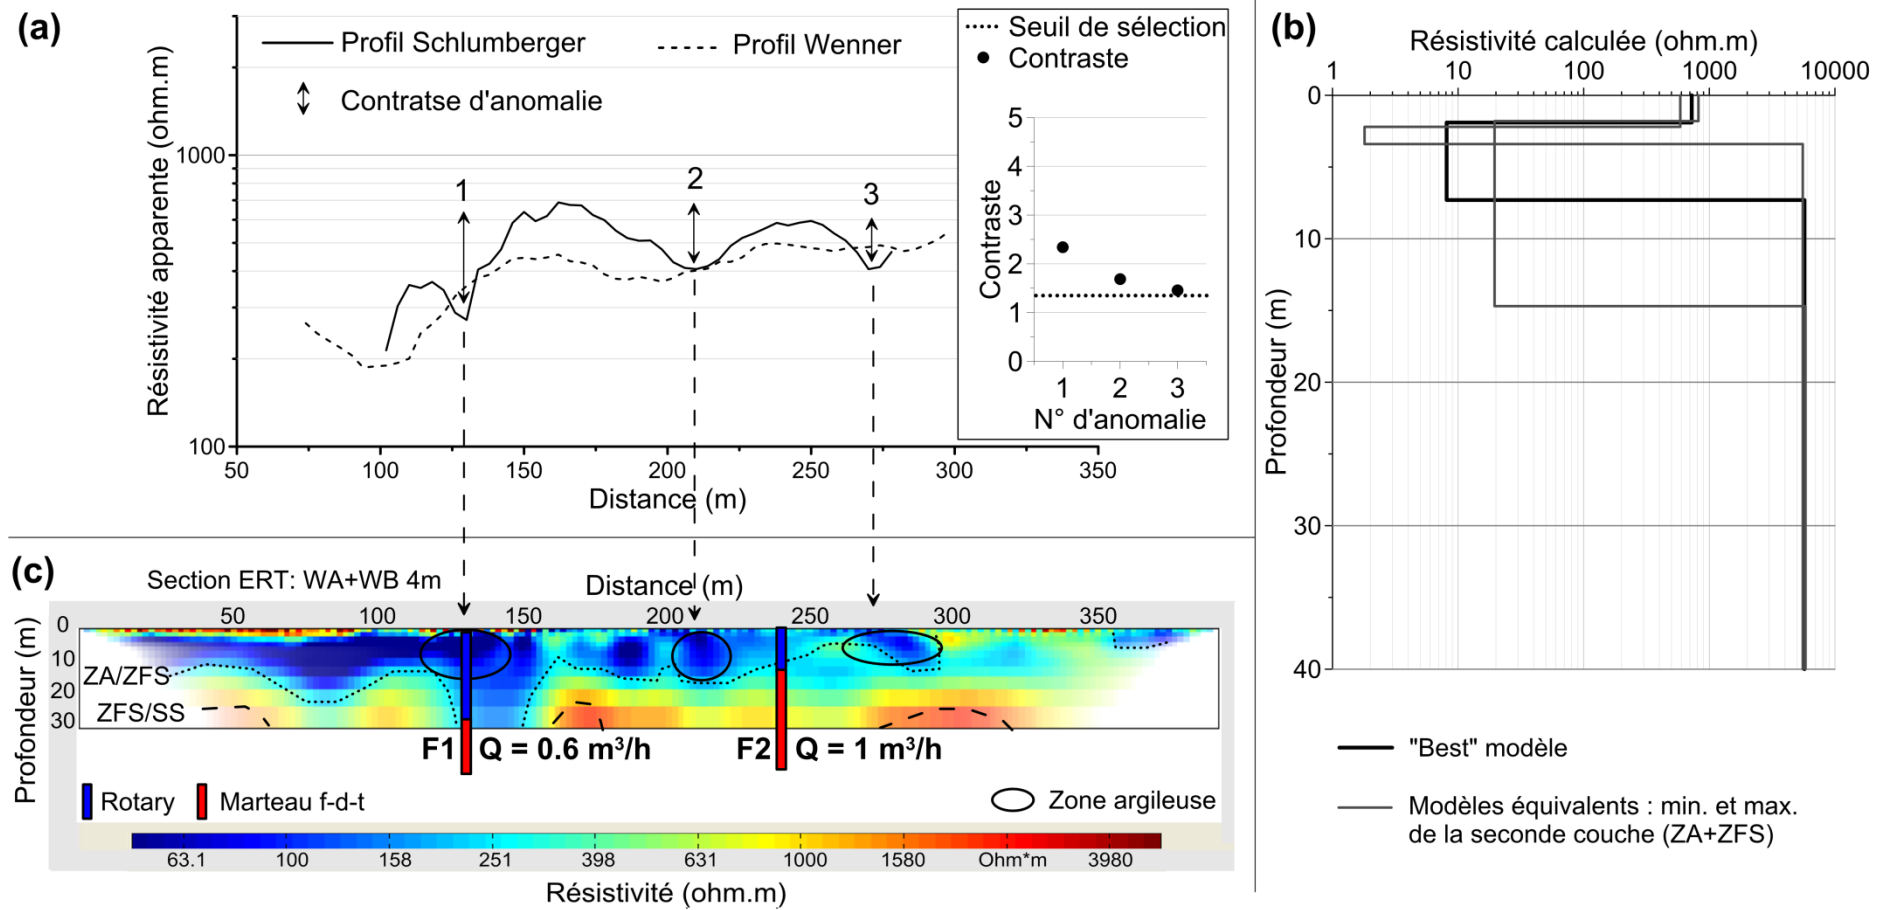 (a)
Profil Schlumberger
Profil Wenner
Contratse d'anomalie
Résistivité apparente (ohm.m)
1000
100
1
2
3
50 100 150 200 250 300 350
Distance (m)
Seuil de sélection
Contraste
Contraste
5
4
3
2
1
0
1 2 3
N° d'anomalie
(b)
Résistivité calculée (ohm.m)
1 10 100 1000 10000
Profondeur (m)
0
10
20
30
40
"Best" modèle
Modèles équivalents : min. et max.
de la seconde couche (ZA+ZFS)
(c)
Section ERT: WA+WB 4m
Distance (m)
50 100 150 200 250 300 350
Profondeur (m)
0
10
20
30
ZA/ZFS
ZFS/SS
F1 Q = 0.6 m³/h
F2 Q = 1 m³/h
Rotary
Marteau f-d-t
Zone argileuse
63.1 100 158 251 398 631 1000 1580 Ohm*m 3980
Résistivité (ohm.m)